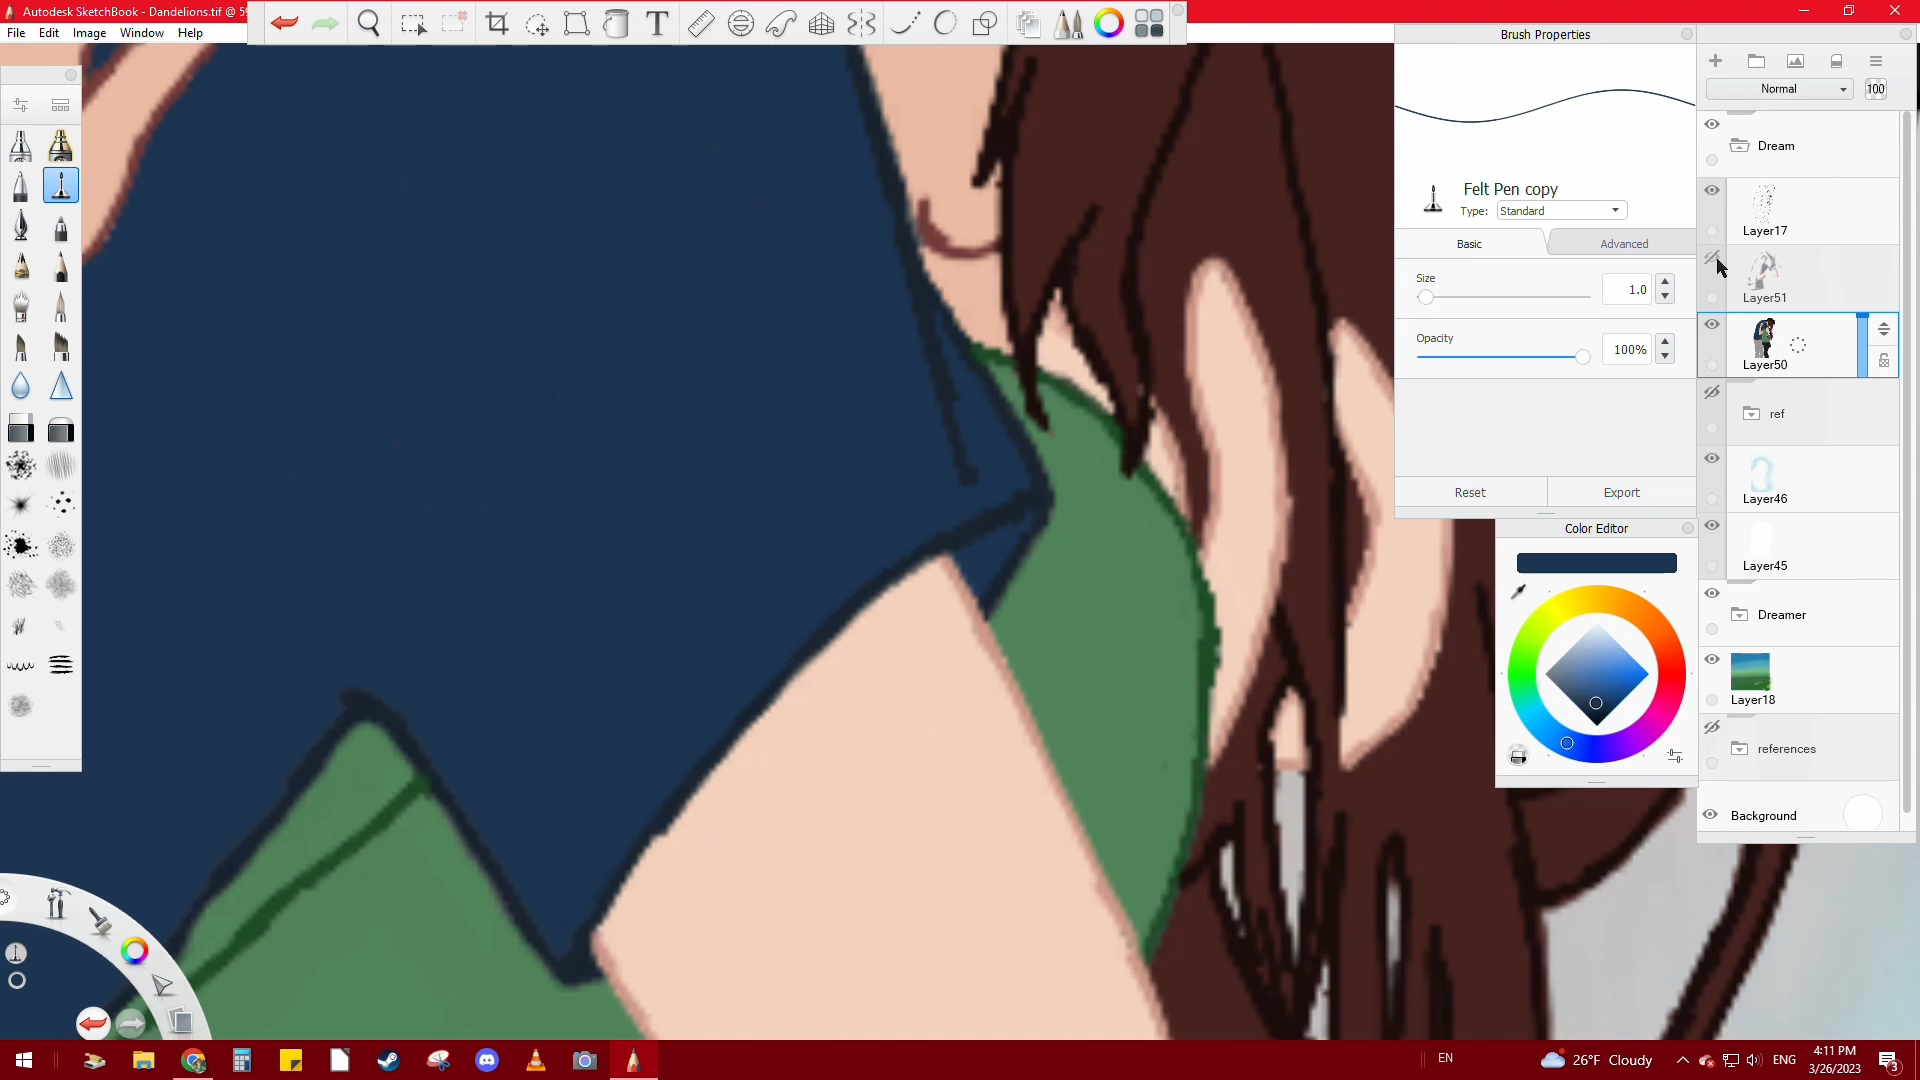 Autodesk SketchBook - Dandelions.tif @
File Edit Image Window Help
Brush Properties
Normal
100
Felt Pen copy
Type: Standard
Basic Advanced
Size
1.0
Opacity
100%
Reset Export
Color Editor
Dream
Layer17
Layer51
Layer50
ref
Layer46
Layer45
Dreamer
Layer18
references
Background
EN
26°F Cloudy
ENG
4:11 PM
3/26/2023
3